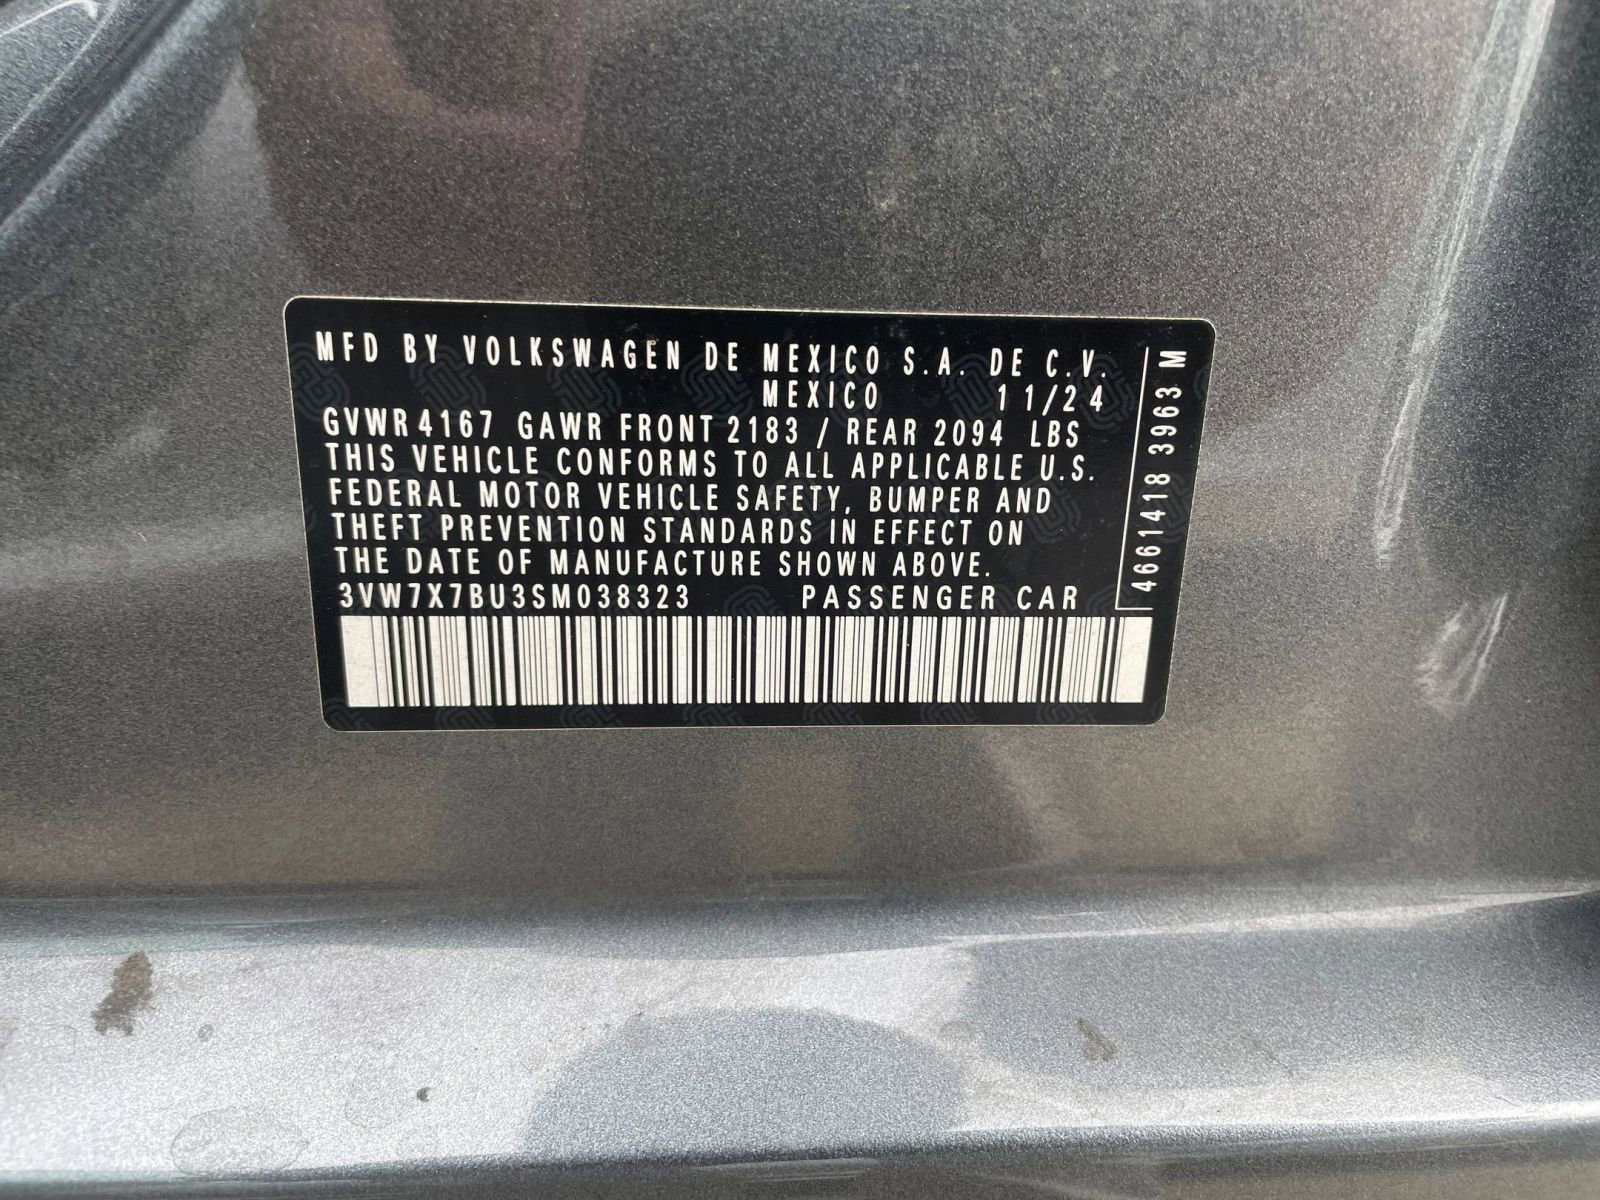 MFD BY VOLKSWAGEN DE MEXICO S.A. DE C.V.
MEXICO 11/24
GVWR 4167 GAWR FRONT 2183 / REAR 2094 LBS
THIS VEHICLE CONFORMS TO ALL APPLICABLE U.S.
FEDERAL MOTOR VEHICLE SAFETY, BUMPER AND
THEFT PREVENTION STANDARDS IN EFFECT ON
THE DATE OF MANUFACTURE SHOWN ABOVE.
3VW7X7BU3SM038323 PASSENGER CAR
4661418 3963 M